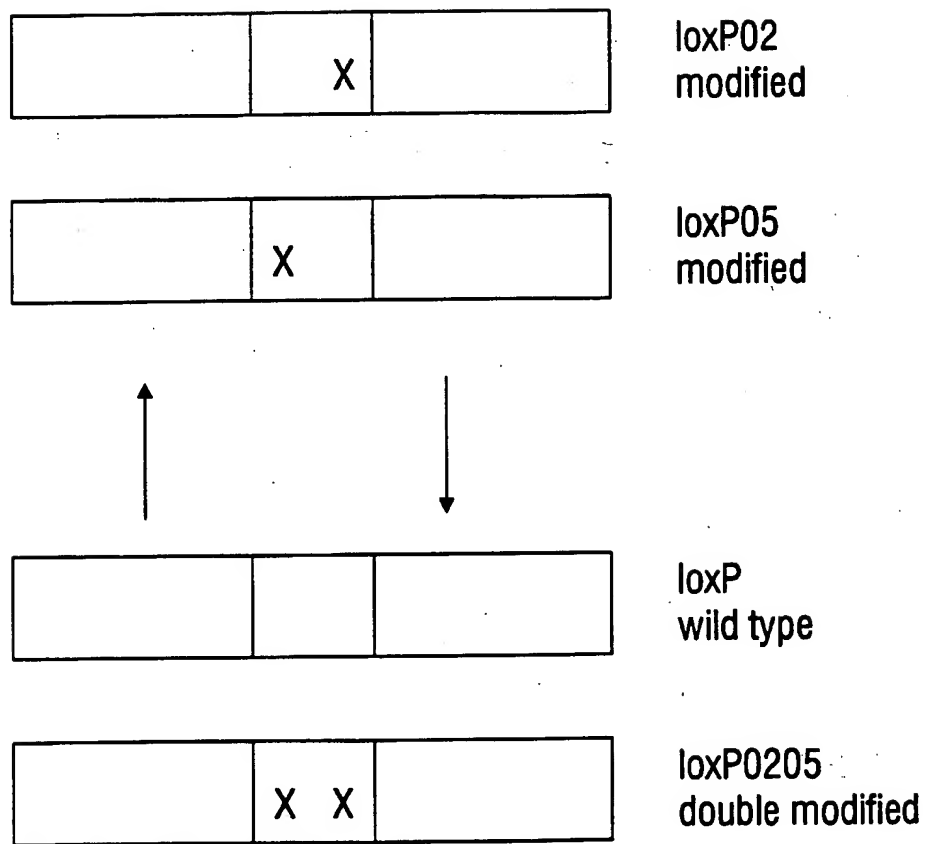 loxP02
modified
X
loxP05
modified
X
loxP
wild type
loxP0205
double modified
X X